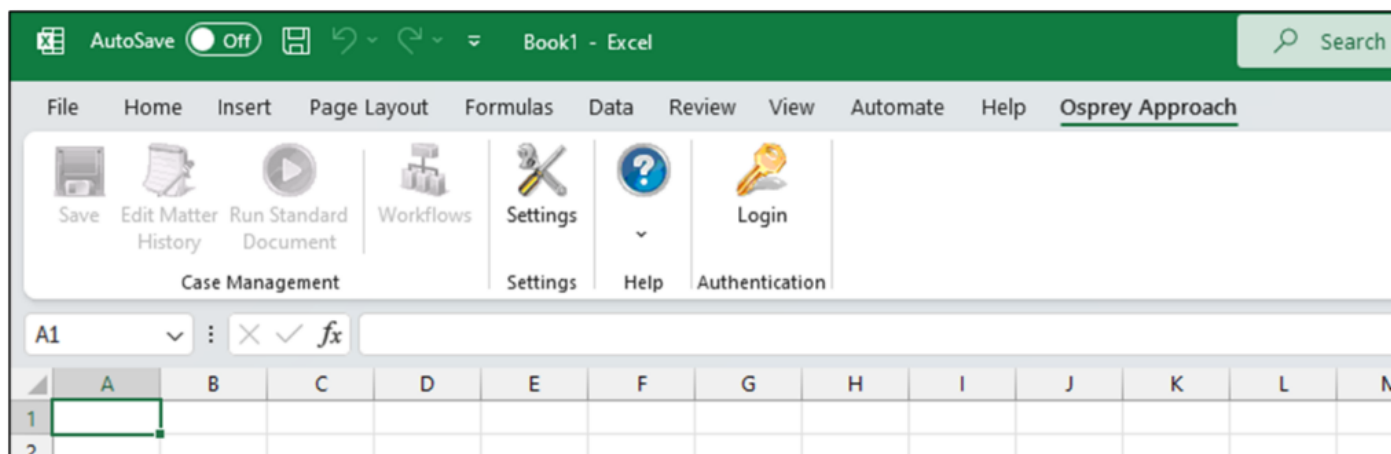 AutoSave Off Book1 - Excel Search
File Home Insert Page Layout Formulas Data Review View Automate Help Osprey Approach
Save Edit Matter History Run Standard Document Workflows Settings Login
Case Management Settings Help Authentication
A1 fx
A B C D E F G H I J K L
1